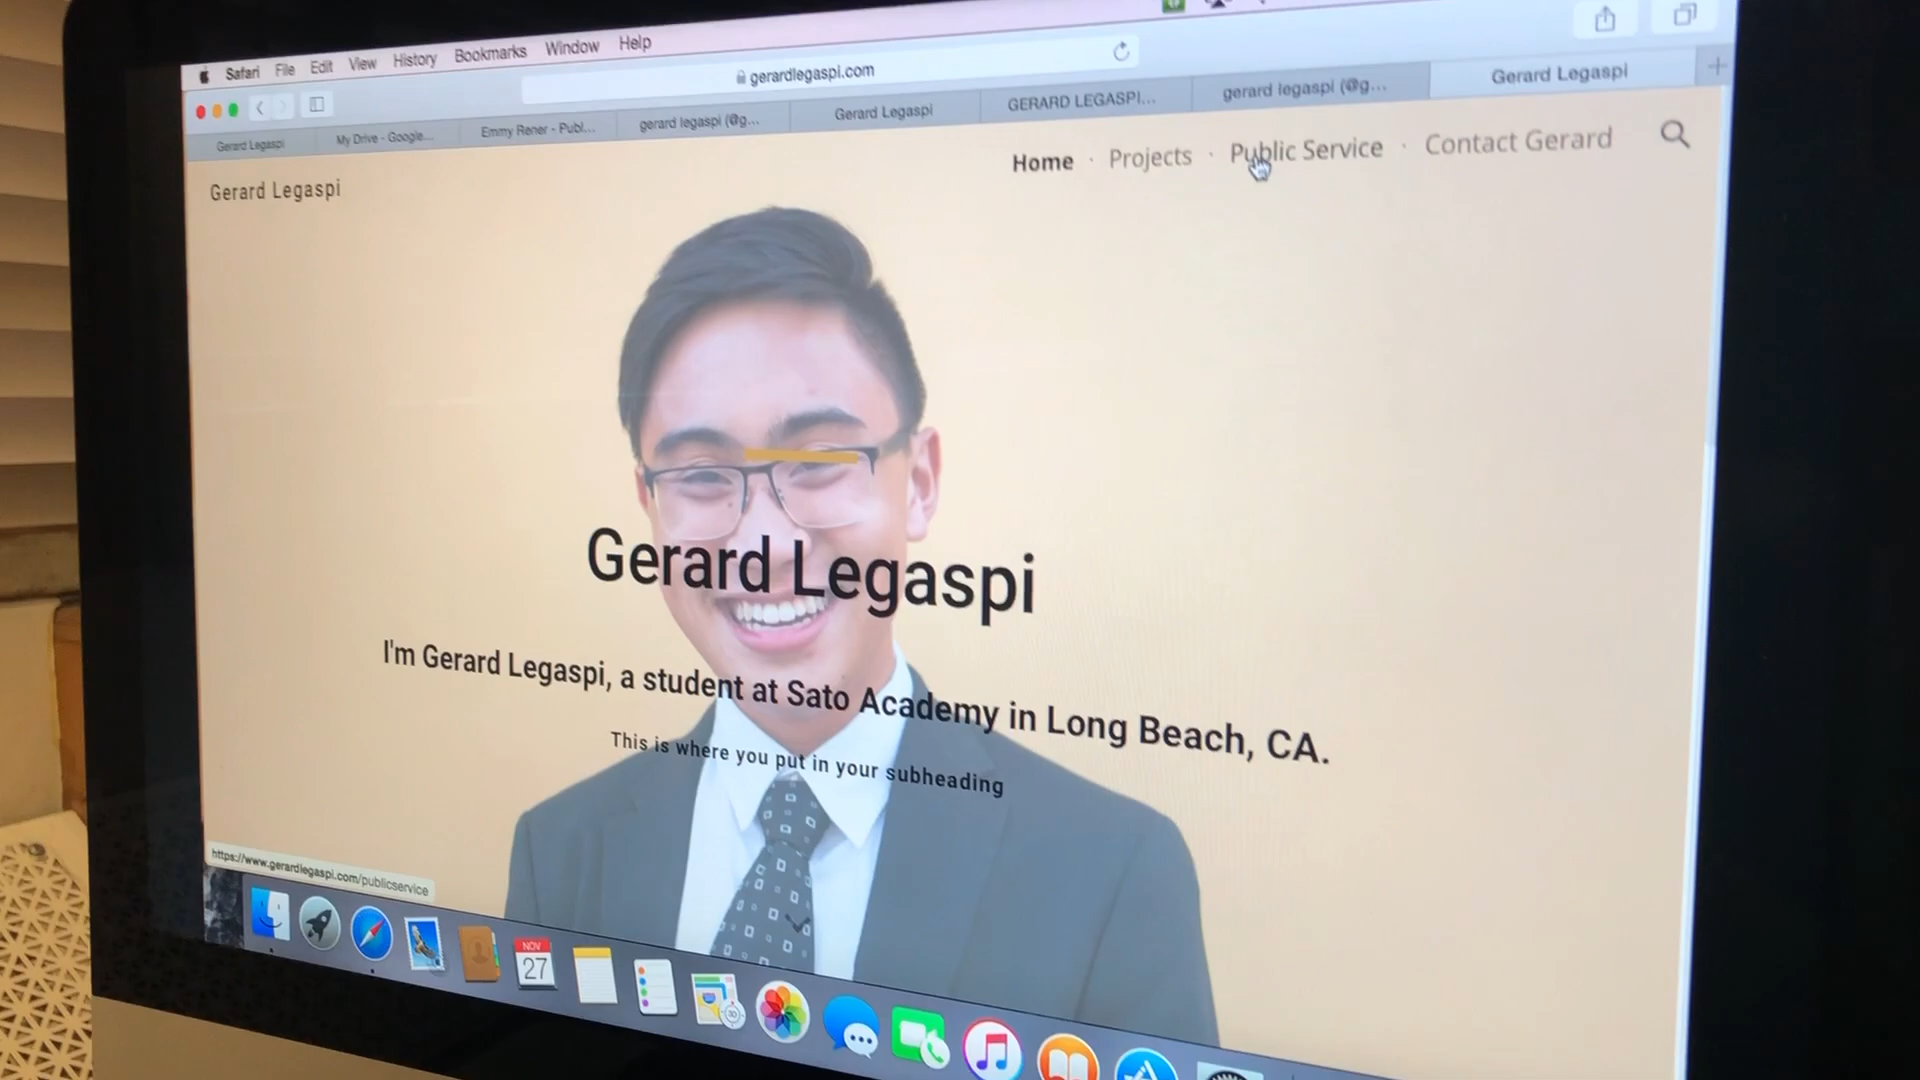 Safari File Edit View History Bookmarks Window Help
gerardlegaspi.com
Gerard Legaspi My Drive - Google... Emmy Rener - Publ... gerard legaspi (@g... Gerard Legaspi GERARD LEGASPI... gerard legaspi (@g... Gerard Legaspi
Gerard Legaspi
Home · Projects · Public Service · Contact Gerard
Gerard Legaspi
I'm Gerard Legaspi, a student at Sato Academy in Long Beach, CA.
This is where you put in your subheading
https://www.gerardlegaspi.com/publicservice
NOV
27